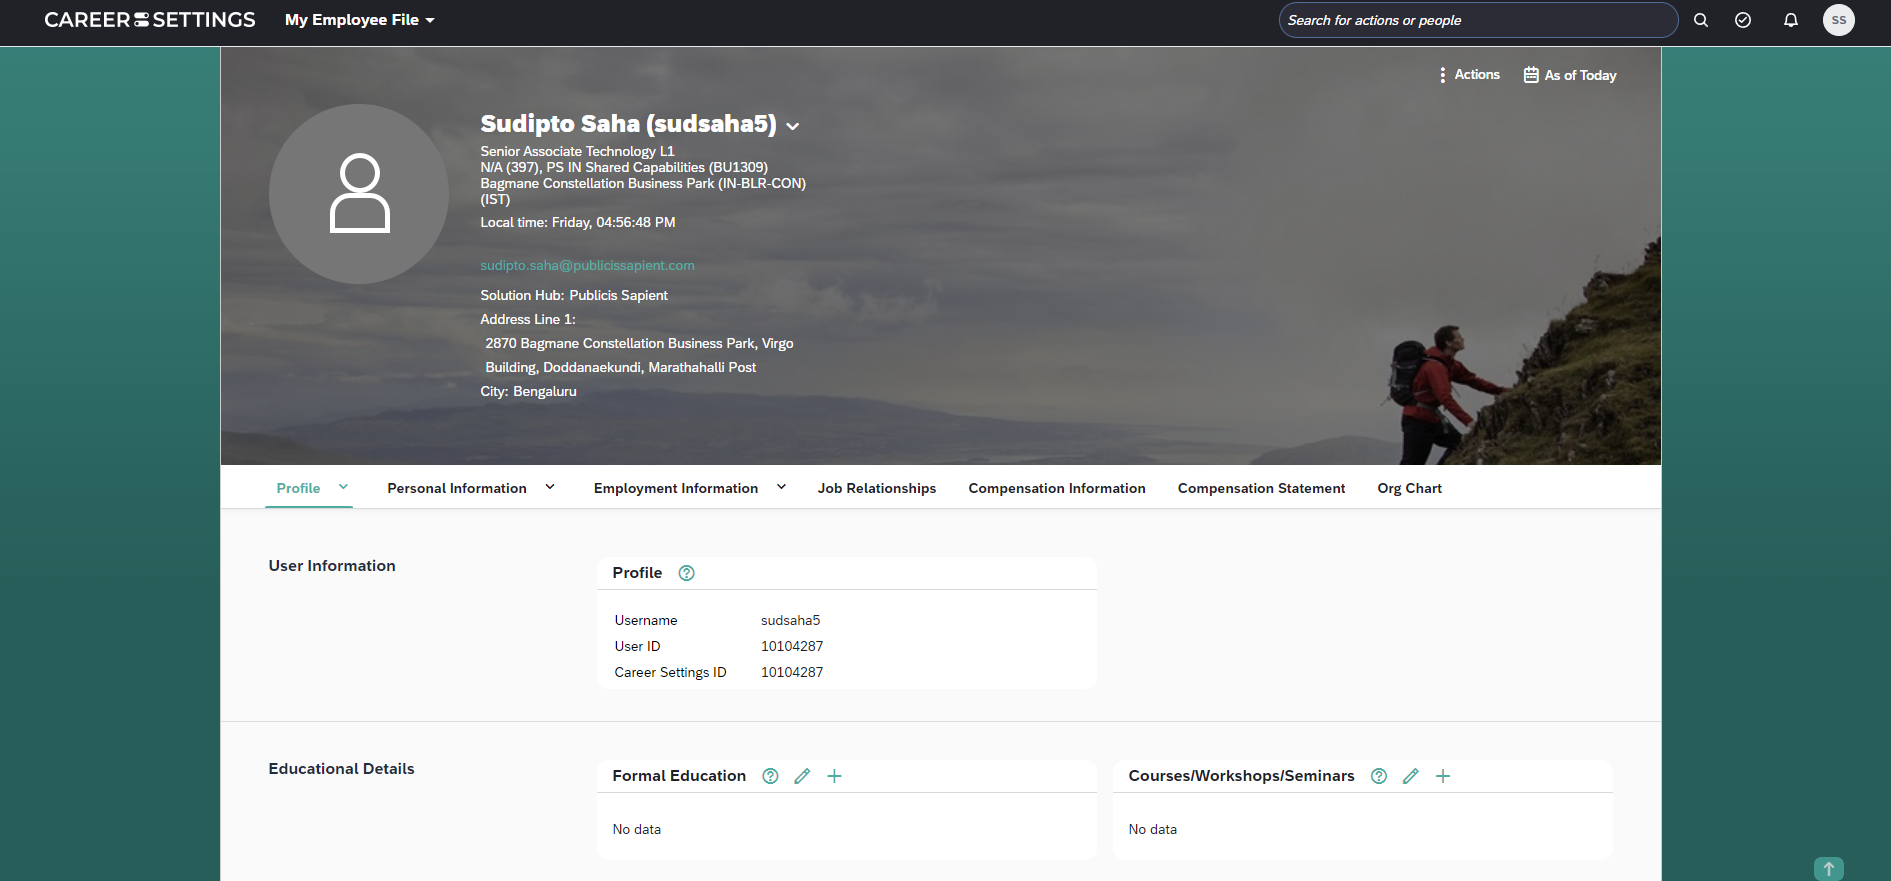 CAREER SETTINGS
My Employee File
Search for actions or people
SS
Actions
As of Today
Sudipto Saha (sudsaha5)
Senior Associate Technology L1
N/A (397), PS IN Shared Capabilities (BU1309)
Bagmane Constellation Business Park (IN-BLR-CON)
(IST)
Local time: Friday, 04:56:48 PM
sudipto.saha@publicissapient.com
Solution Hub: Publicis Sapient
Address Line 1:
2870 Bagmane Constellation Business Park, Virgo
Building, Doddanaekundi, Marathahalli Post
City: Bengaluru
Profile
Personal Information
Employment Information
Job Relationships
Compensation Information
Compensation Statement
Org Chart
User Information
Profile
Username sudsaha5
User ID 10104287
Career Settings ID 10104287
Educational Details
Formal Education
No data
Courses/Workshops/Seminars
No data